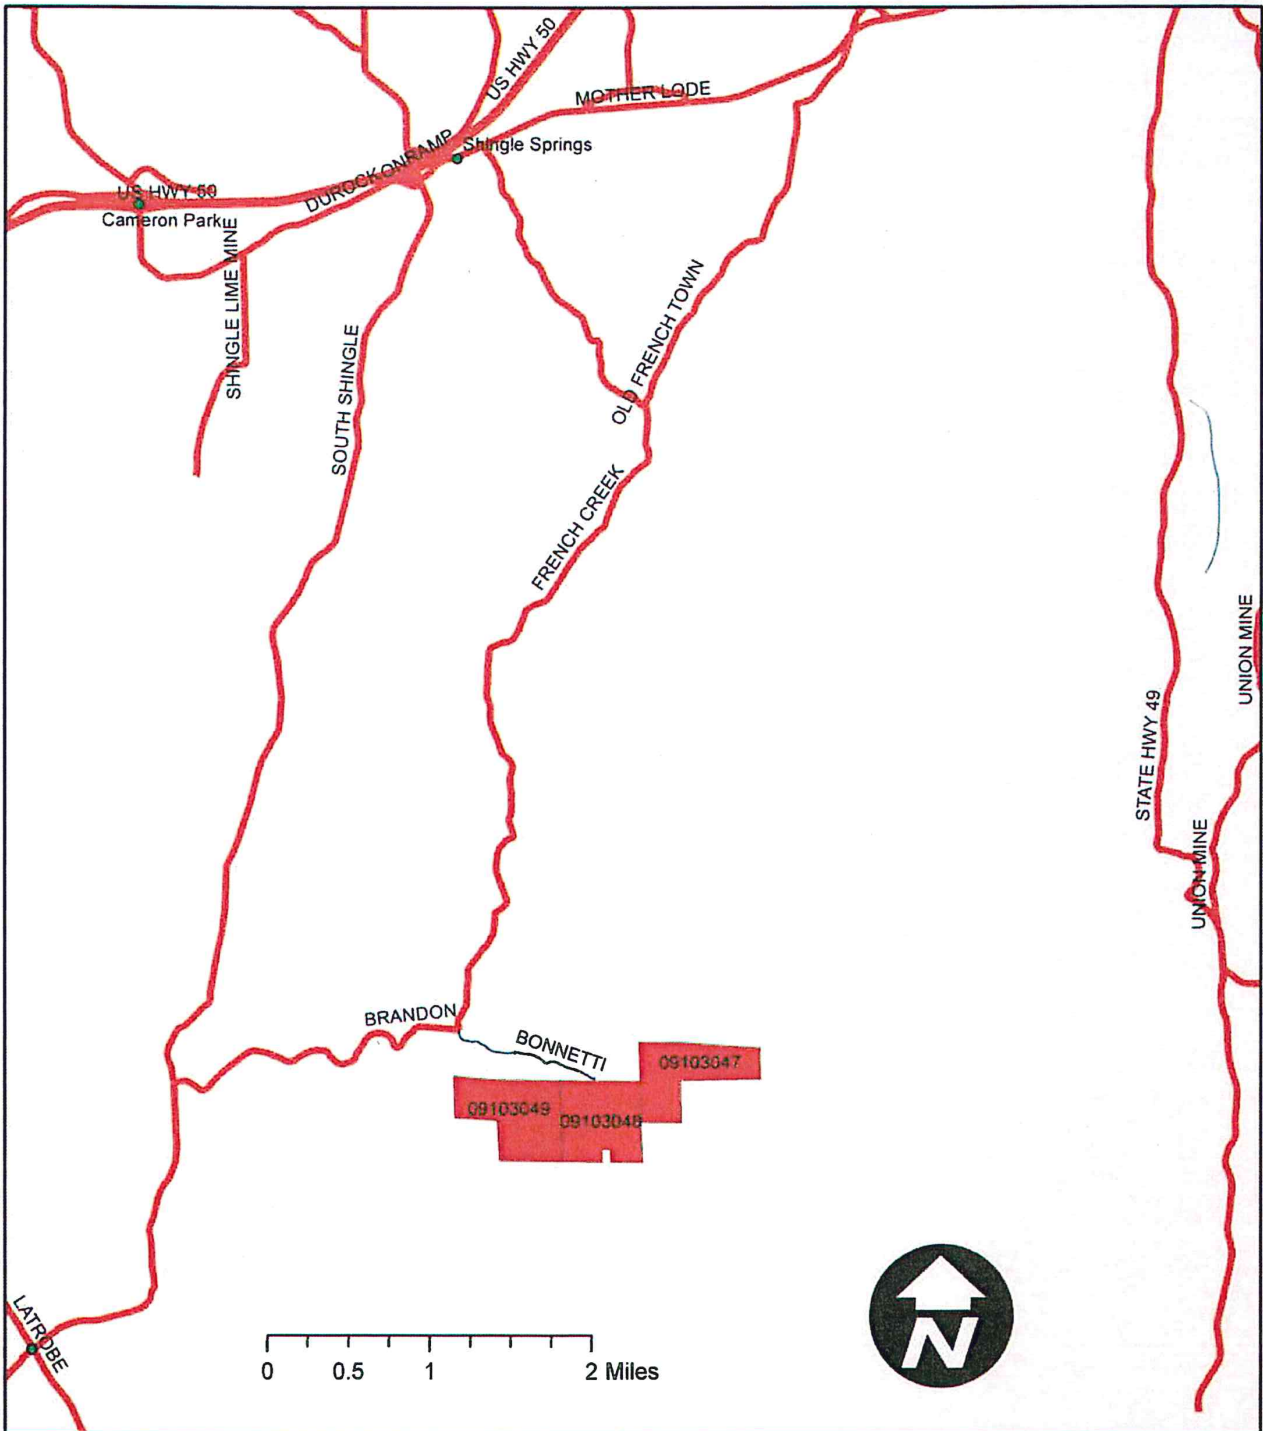 US HWY 50
MOTHER LODE
Shingle Springs
DUROCK ONRAMP
US HWY 50
Cameron Park
SHINGLE LIME MINE
SOUTH SHINGLE
OLD FRENCH TOWN
FRENCH CREEK
UNION MINE
STATE HWY 49
UNION MINE
BRANDON
BONNETTI
09103047
09103049
09103048
LATROBE
N
0 0.5 1 2 Miles